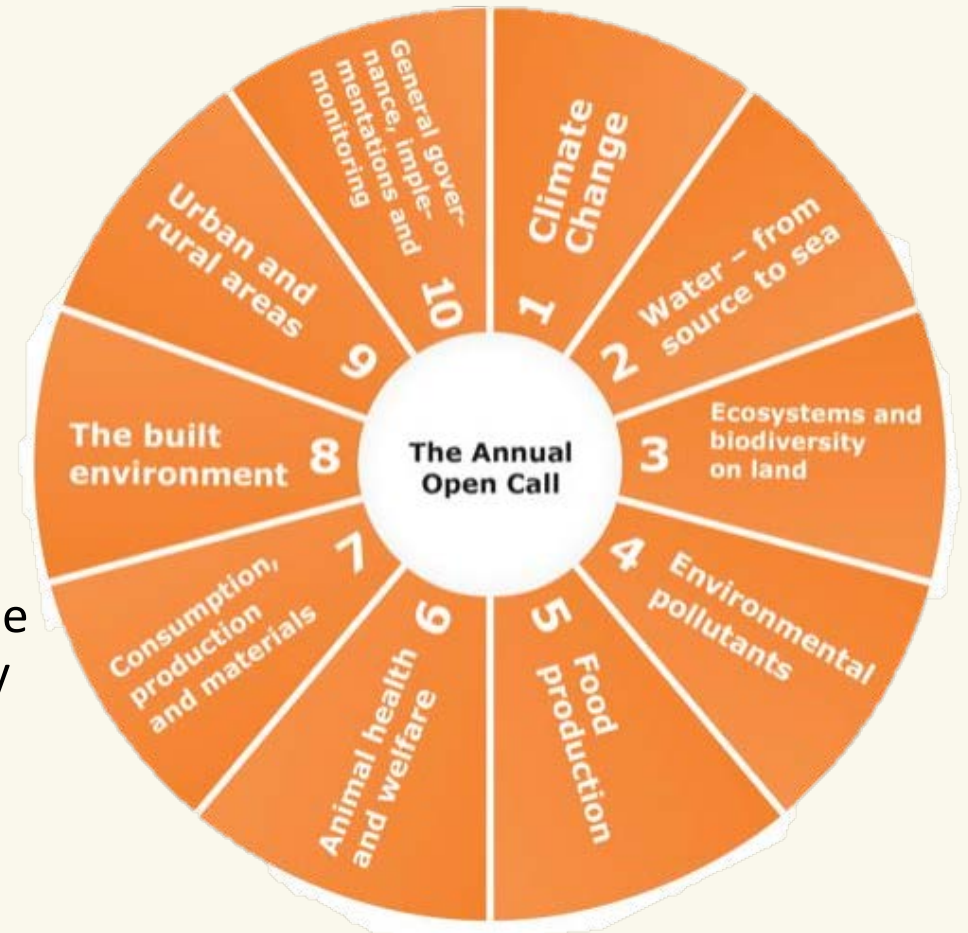 The Annual
Open Call
1
Climate
Change
2
Water – from
source to sea
3
Ecosystems and
biodiversity
on land
4
Environmental
pollutants
5
Food
production
6
Animal health
and welfare
7
Consumption,
production
and materials
8
The built
environment
9
Urban and
rural areas
10
General gover-
nance, imple-
mentations and
monitoring
e